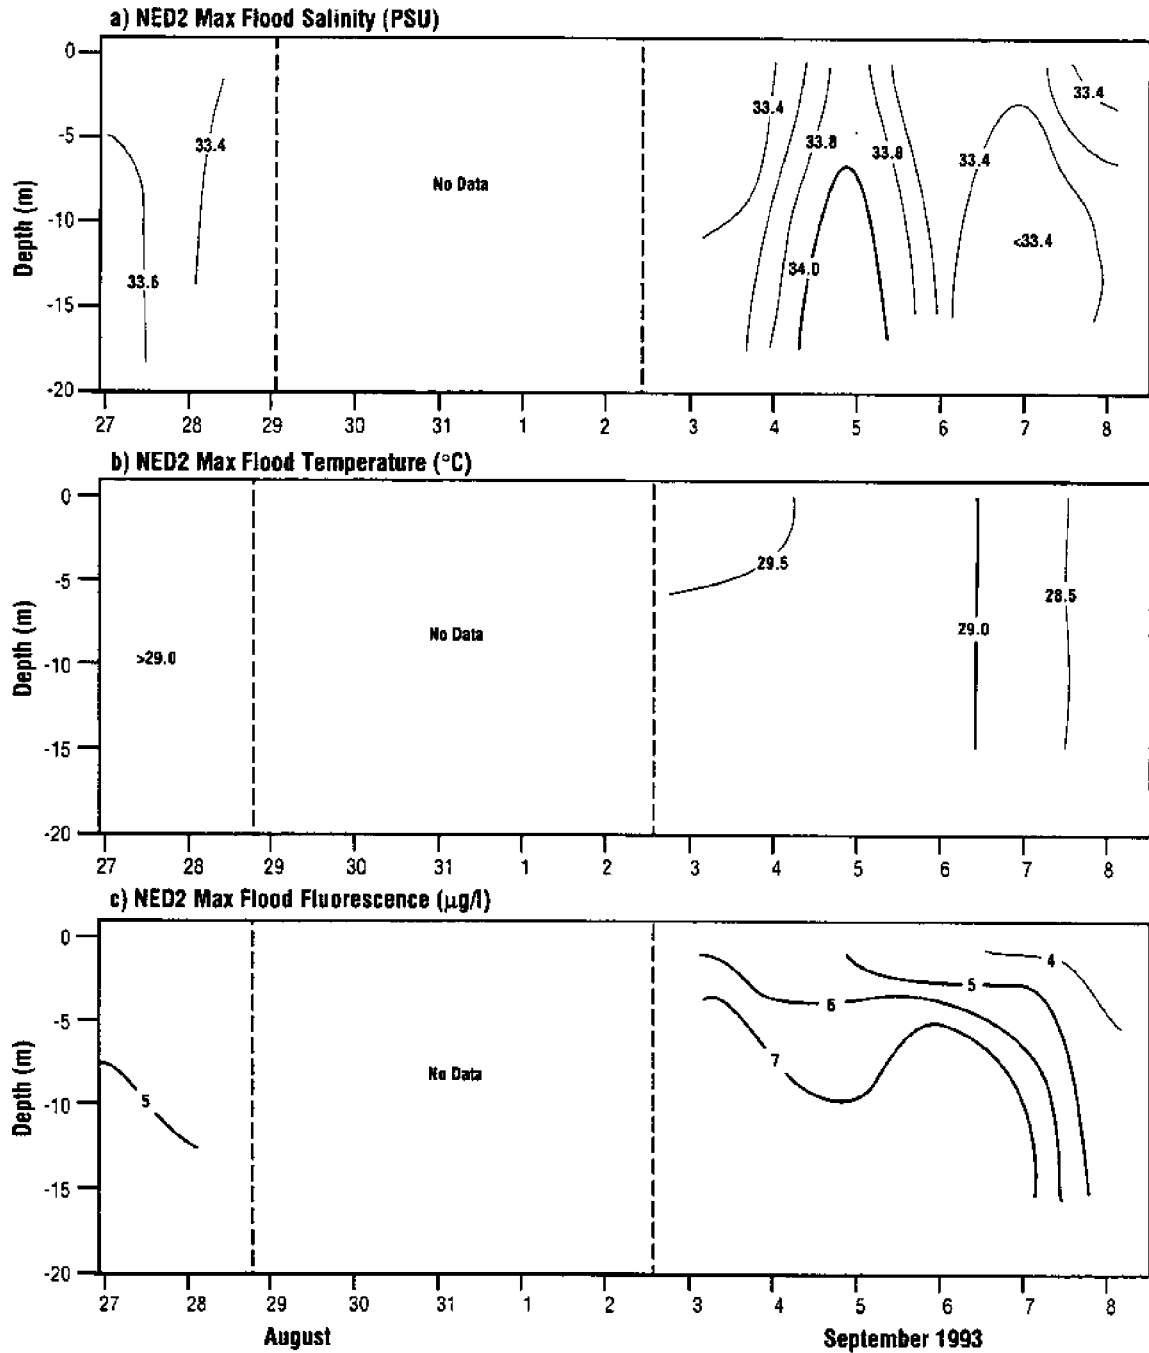 a) NED2 Max Flood Salinity (PSU)
0
-5
-10
-15
-20
Depth (m)
33.6
33.4
No Data
33.4
33.8
34.0
33.8
33.4
<33.4
33.4
27 28 29 30 31 1 2 3 4 5 6 7 8
b) NED2 Max Flood Temperature (°C)
0
-5
-10
-15
-20
Depth (m)
>29.0
No Data
29.5
29.0
28.5
27 28 29 30 31 1 2 3 4 5 6 7 8
c) NED2 Max Flood Fluorescence (µg/l)
0
-5
-10
-15
-20
Depth (m)
5
No Data
7
6
5
4
27 28 29 30 31 1 2 3 4 5 6 7 8
August September 1993